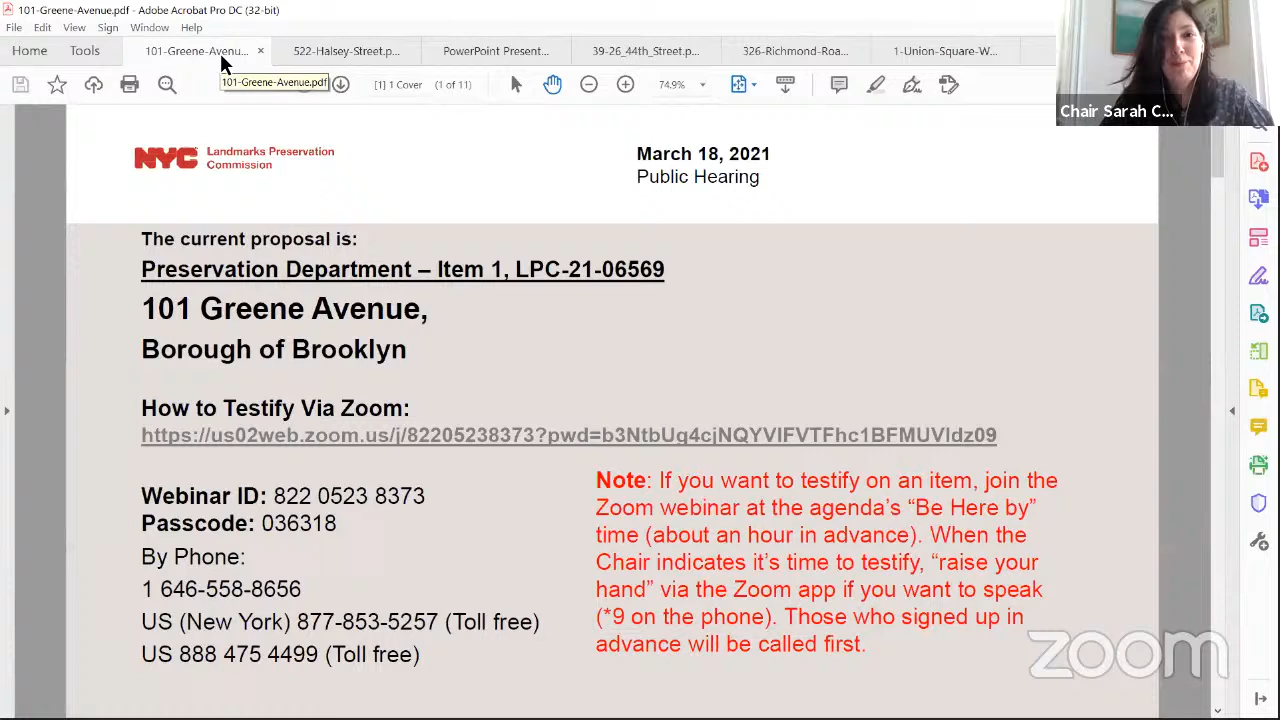 101-Greene-Avenue.pdf - Adobe Acrobat Pro DC (32-bit)
File Edit View Sign Window Help
Home Tools 101-Greene-Avenu... × 522-Halsey-Street.p... PowerPoint Present... 39-26_44th_Street.p... 326-Richmond-Roa... 1-Union-Square-W...
101-Greene-Avenue.pdf
[1] 1 Cover (1 of 11) 74.9%
Chair Sarah C...
NYC Landmarks Preservation
Commission
March 18, 2021
Public Hearing
The current proposal is:
Preservation Department – Item 1, LPC-21-06569
101 Greene Avenue,
Borough of Brooklyn
How to Testify Via Zoom:
https://us02web.zoom.us/j/82205238373?pwd=b3NtbUg4cjNQYVIFVTFhc1BFMUVIdz09
Webinar ID: 822 0523 8373
Passcode: 036318
By Phone:
1 646-558-8656
US (New York) 877-853-5257 (Toll free)
US 888 475 4499 (Toll free)
Note: If you want to testify on an item, join the
Zoom webinar at the agenda’s “Be Here by”
time (about an hour in advance). When the
Chair indicates it’s time to testify, “raise your
hand” via the Zoom app if you want to speak
(*9 on the phone). Those who signed up in
advance will be called first.
zoom